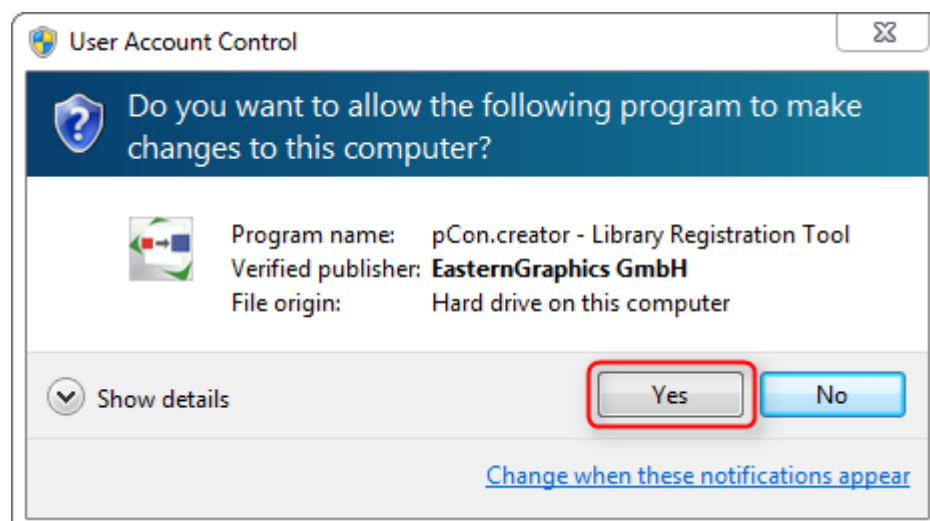 User Account Control
Do you want to allow the following program to make
changes to this computer?
Program name: pCon.creator - Library Registration Tool
Verified publisher: EasternGraphics GmbH
File origin: Hard drive on this computer
Show details
Yes
No
Change when these notifications appear